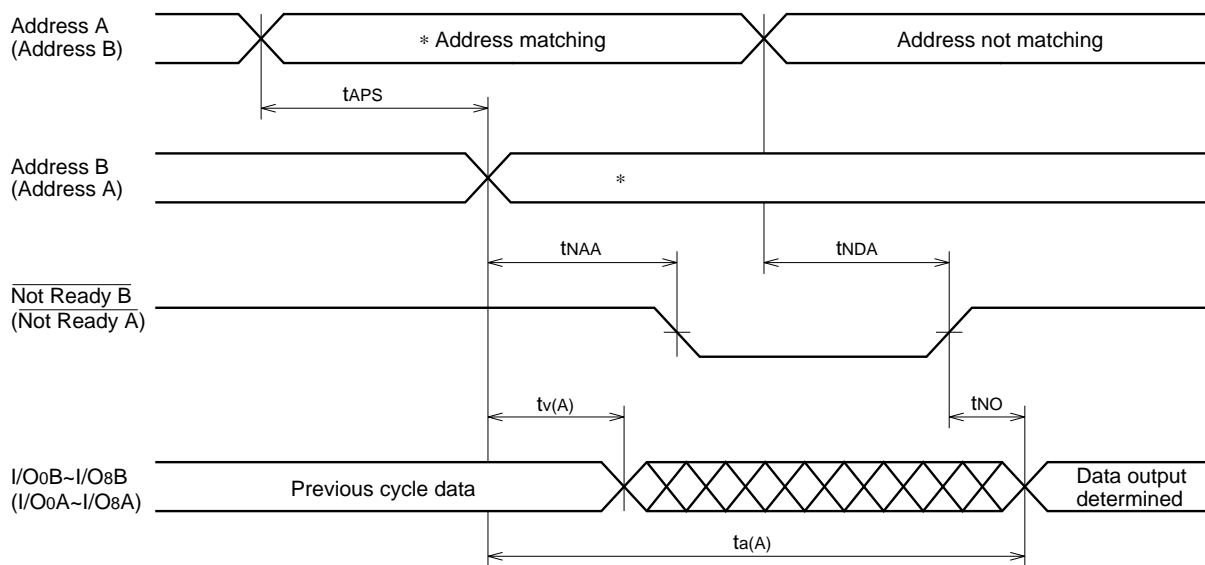 Address A
(Address B)
* Address matching
Address not matching
tAPS
Address B
(Address A)
*
tNAA
tNDA
Not Ready B
(Not Ready A)
tv(A)
tNO
I/O0B~I/O8B
(I/O0A~I/O8A)
Previous cycle data
Data output
determined
ta(A)